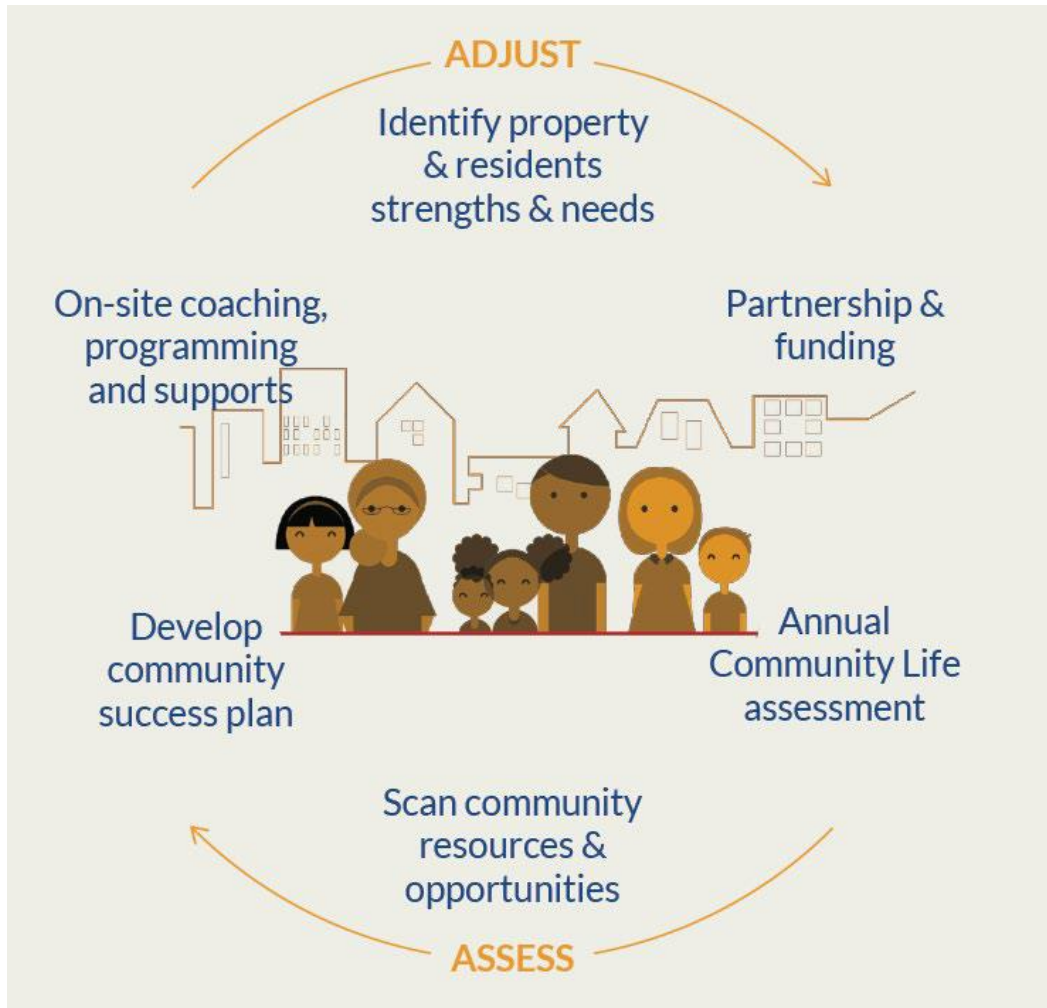 ADJUST
Identify property
& residents
strengths & needs
On-site coaching,
programming
and supports
Partnership &
funding
Develop
community
success plan
Annual
Community Life
assessment
Scan community
resources &
opportunities
ASSESS